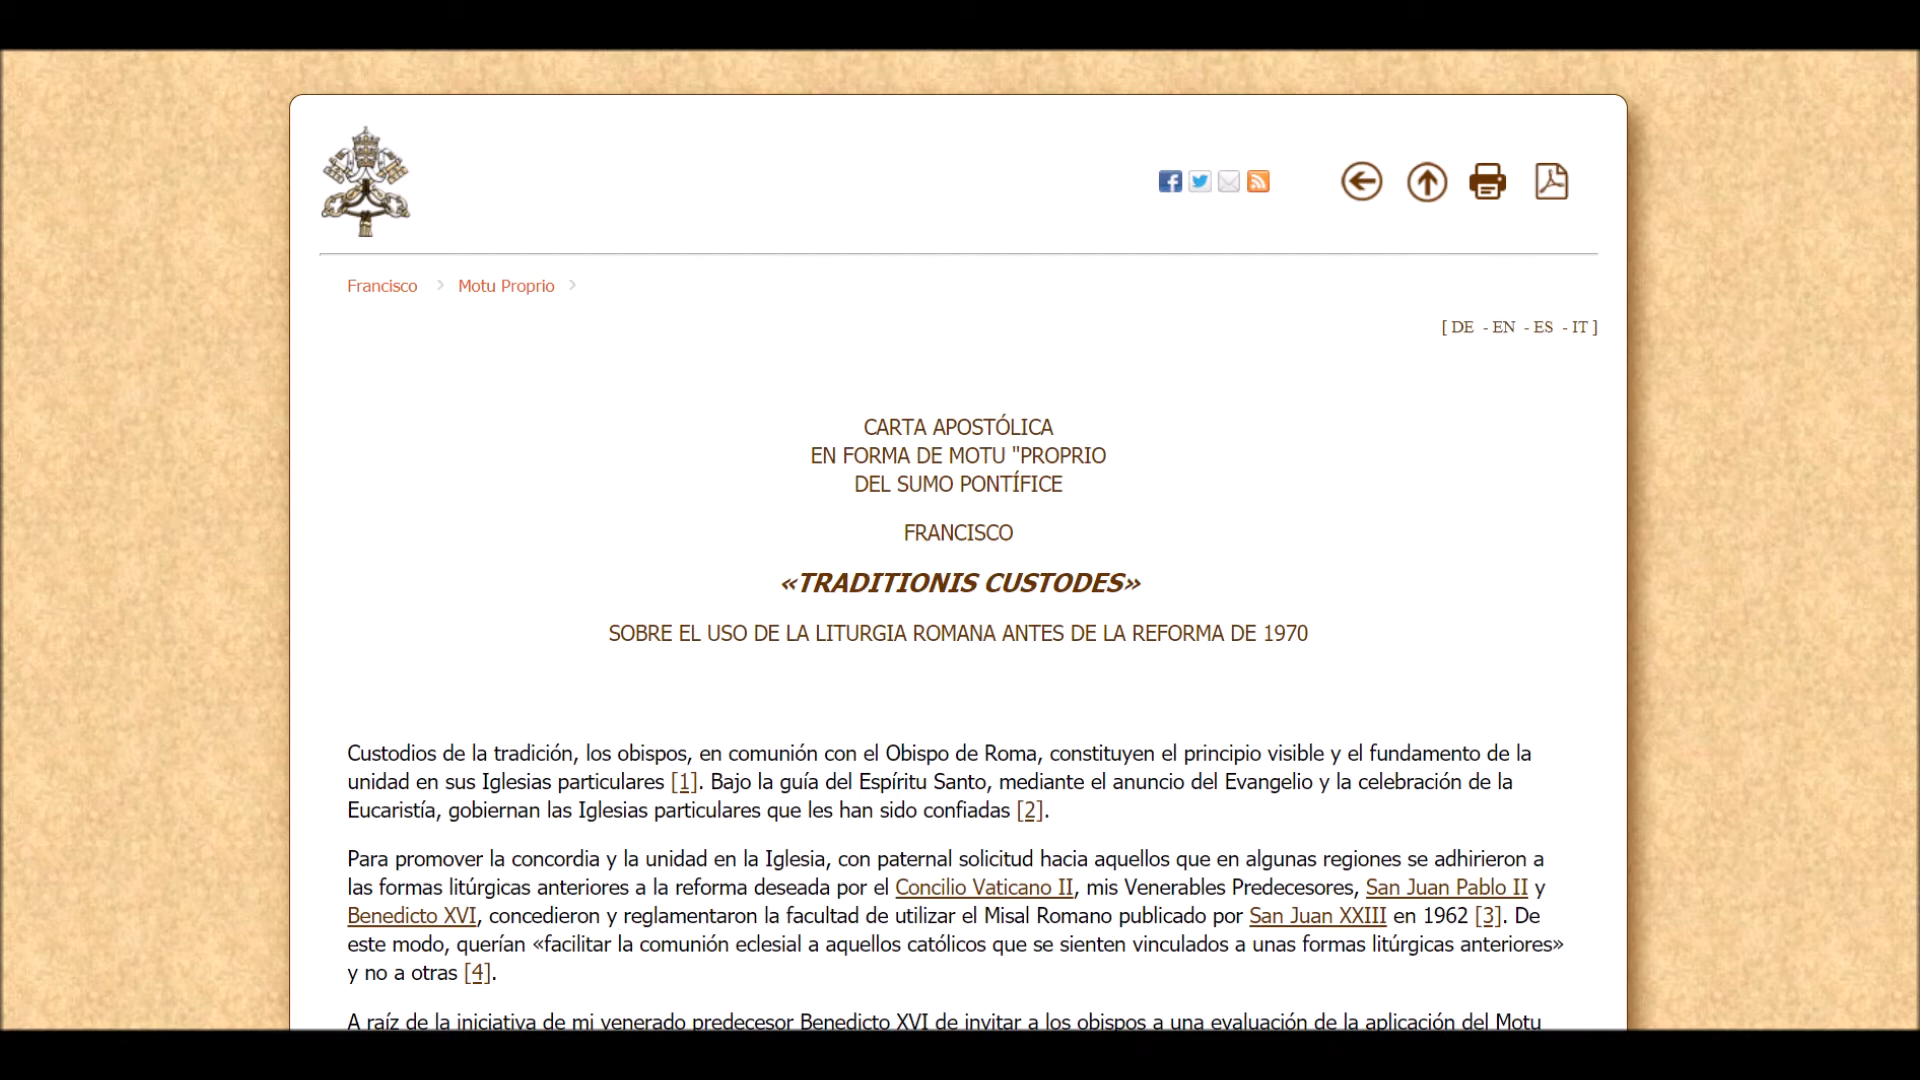 Francisco > Motu Proprio >
[ DE - EN - ES - IT ]
CARTA APOSTÓLICA
EN FORMA DE MOTU "PROPRIO
DEL SUMO PONTÍFICE
FRANCISCO
«TRADITIONIS CUSTODES»
SOBRE EL USO DE LA LITURGIA ROMANA ANTES DE LA REFORMA DE 1970
Custodios de la tradición, los obispos, en comunión con el Obispo de Roma, constituyen el principio visible y el fundamento de la
unidad en sus Iglesias particulares [1]. Bajo la guía del Espíritu Santo, mediante el anuncio del Evangelio y la celebración de la
Eucaristía, gobiernan las Iglesias particulares que les han sido confiadas [2].
Para promover la concordia y la unidad en la Iglesia, con paternal solicitud hacia aquellos que en algunas regiones se adhirieron a
las formas litúrgicas anteriores a la reforma deseada por el Concilio Vaticano II, mis Venerables Predecesores, San Juan Pablo II y
Benedicto XVI, concedieron y reglamentaron la facultad de utilizar el Misal Romano publicado por San Juan XXIII en 1962 [3]. De
este modo, querían «facilitar la comunión eclesial a aquellos católicos que se sienten vinculados a unas formas litúrgicas anteriores»
y no a otras [4].
A raíz de la iniciativa de mi venerado predecesor Benedicto XVI de invitar a los obispos a una evaluación de la aplicación del Motu